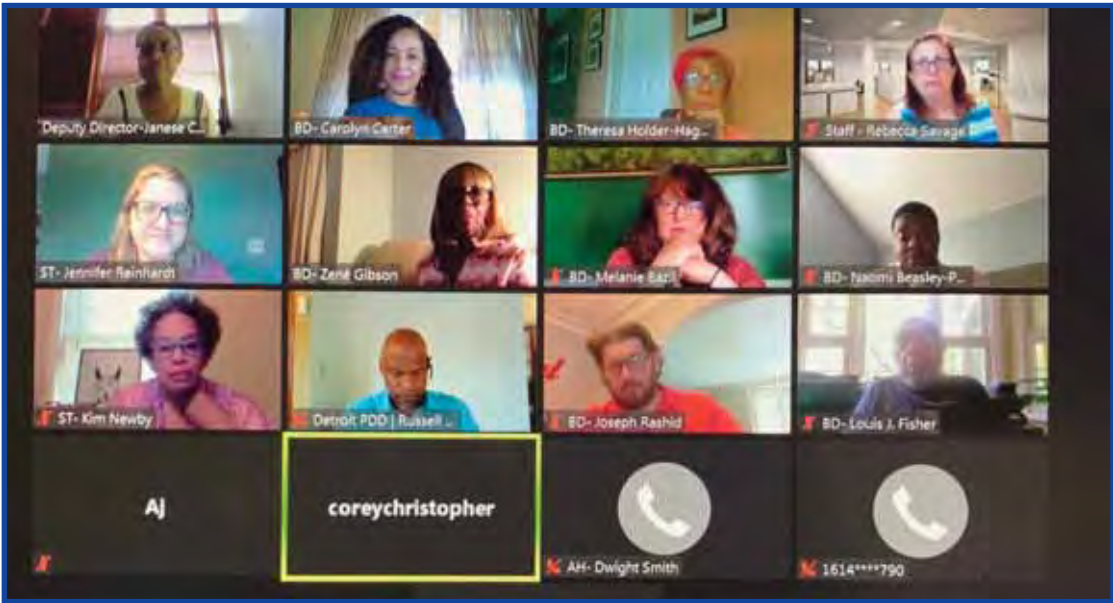 Deputy Director-Janese C...
BD- Carolyn Carter
BD- Theresa Holder-Hag...
Staff - Rebecca Savage
ST- Jennifer Reinhardt
BD- Zené Gibson
BD- Melanie Bazil
BD- Naomi Beasley-P...
ST- Kim Newby
Detroit PDD | Russell ...
BD- Joseph Rashid
BD- Louis J. Fisher
AJ
coreychristopher
AH- Dwight Smith
1614****790